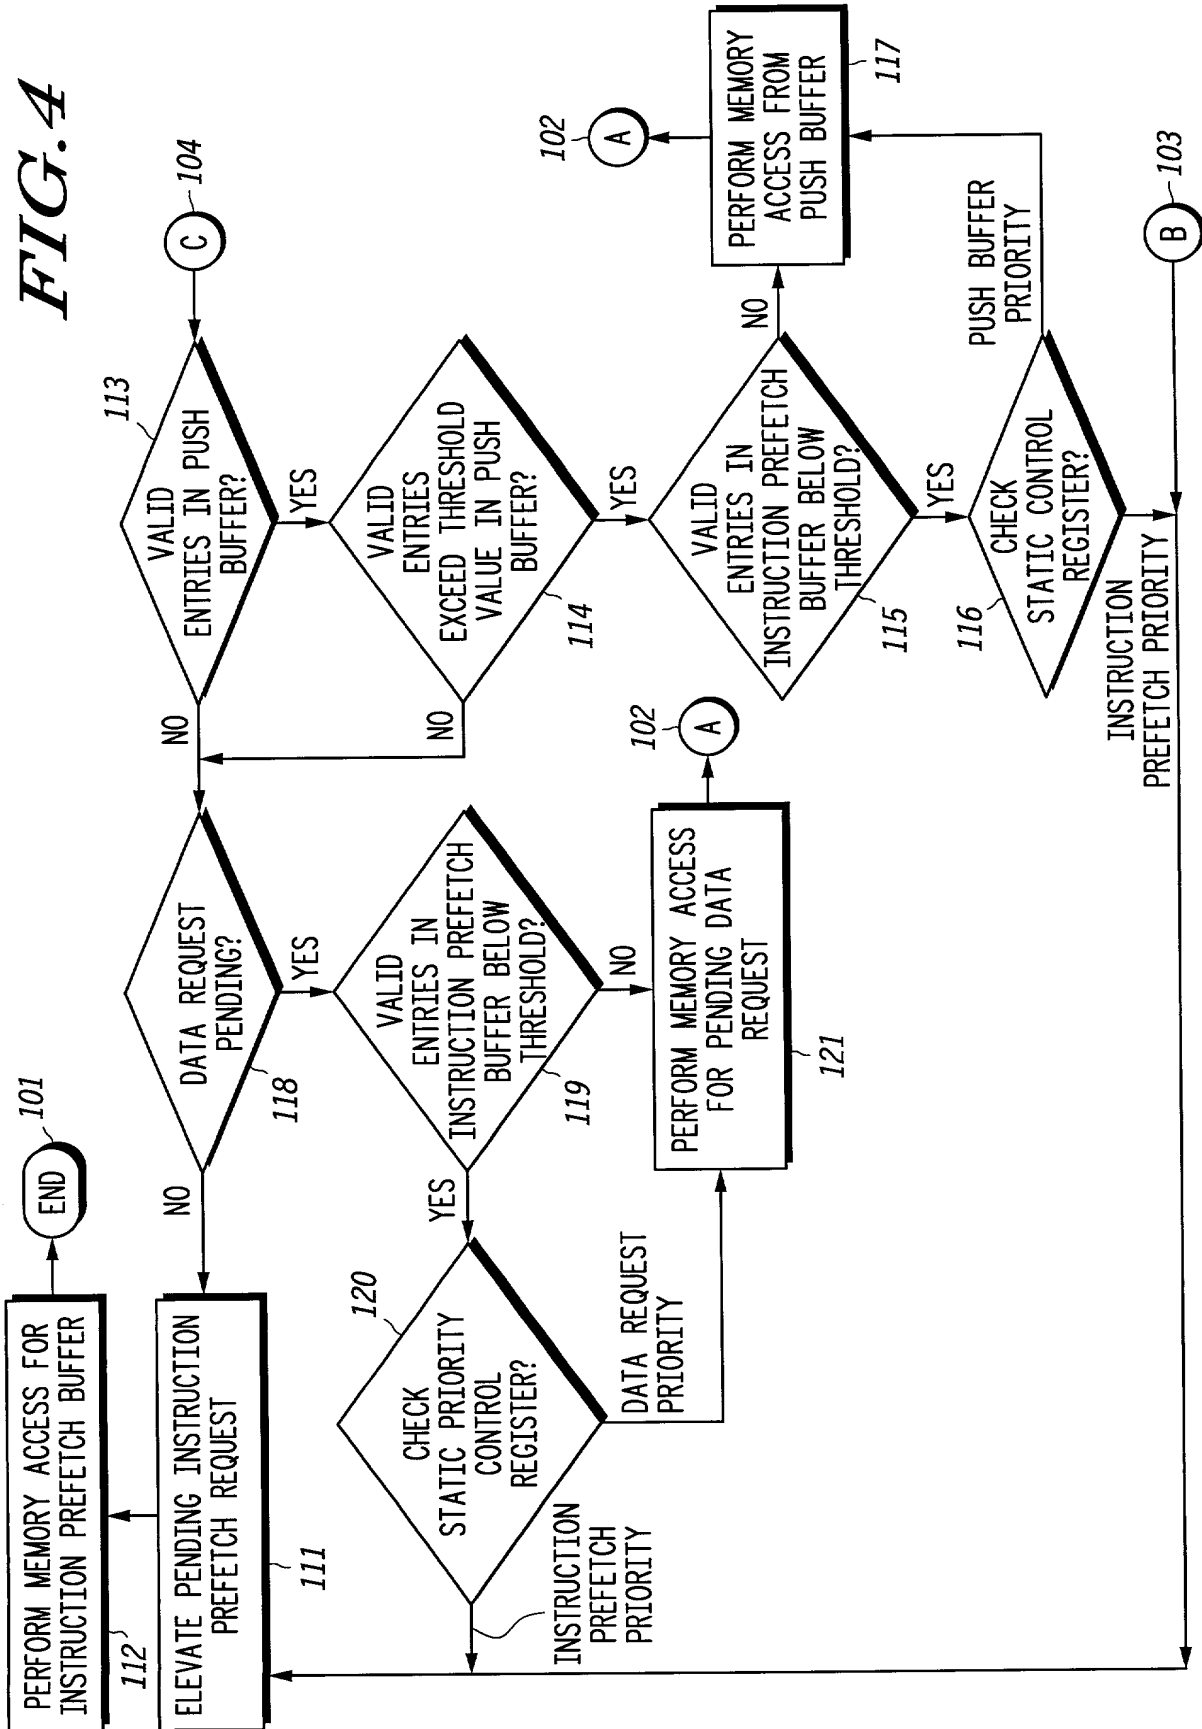 FIG.4
C
104
113
VALID
ENTRIES IN PUSH
BUFFER?
YES
NO
VALID
ENTRIES
EXCEED THRESHOLD
VALUE IN PUSH
BUFFER?
114
YES
NO
VALID
ENTRIES IN
INSTRUCTION PREFETCH
BUFFER BELOW
THRESHOLD?
115
NO
YES
PERFORM MEMORY
ACCESS FROM
PUSH BUFFER
117
102
A
CHECK
STATIC CONTROL
REGISTER?
116
PUSH BUFFER
PRIORITY
INSTRUCTION
PREFETCH PRIORITY
B
103
DATA REQUEST
PENDING?
118
YES
NO
VALID
ENTRIES IN
INSTRUCTION PREFETCH
BUFFER BELOW
THRESHOLD?
119
NO
YES
PERFORM MEMORY ACCESS
FOR PENDING DATA
REQUEST
121
102
A
120
CHECK
STATIC PRIORITY
CONTROL
REGISTER?
DATA REQUEST
PRIORITY
INSTRUCTION
PREFETCH
PRIORITY
ELEVATE PENDING INSTRUCTION
PREFETCH REQUEST
111
PERFORM MEMORY ACCESS FOR
INSTRUCTION PREFETCH BUFFER
112
END
101